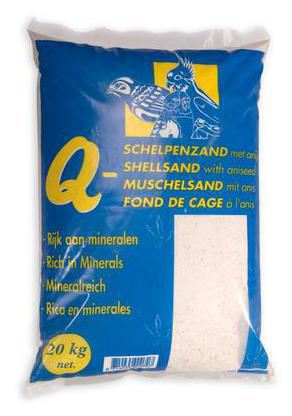 Q-
SCHELPENZAND met anijs
SHELLSAND with aniseed
MUSCHELSAND mit anis
FOND DE CAGE à l'anis
- Rijk aan mineralen
- Rich in Minerals
- Mineralreich
- Rica en minerales
20 kg
net.